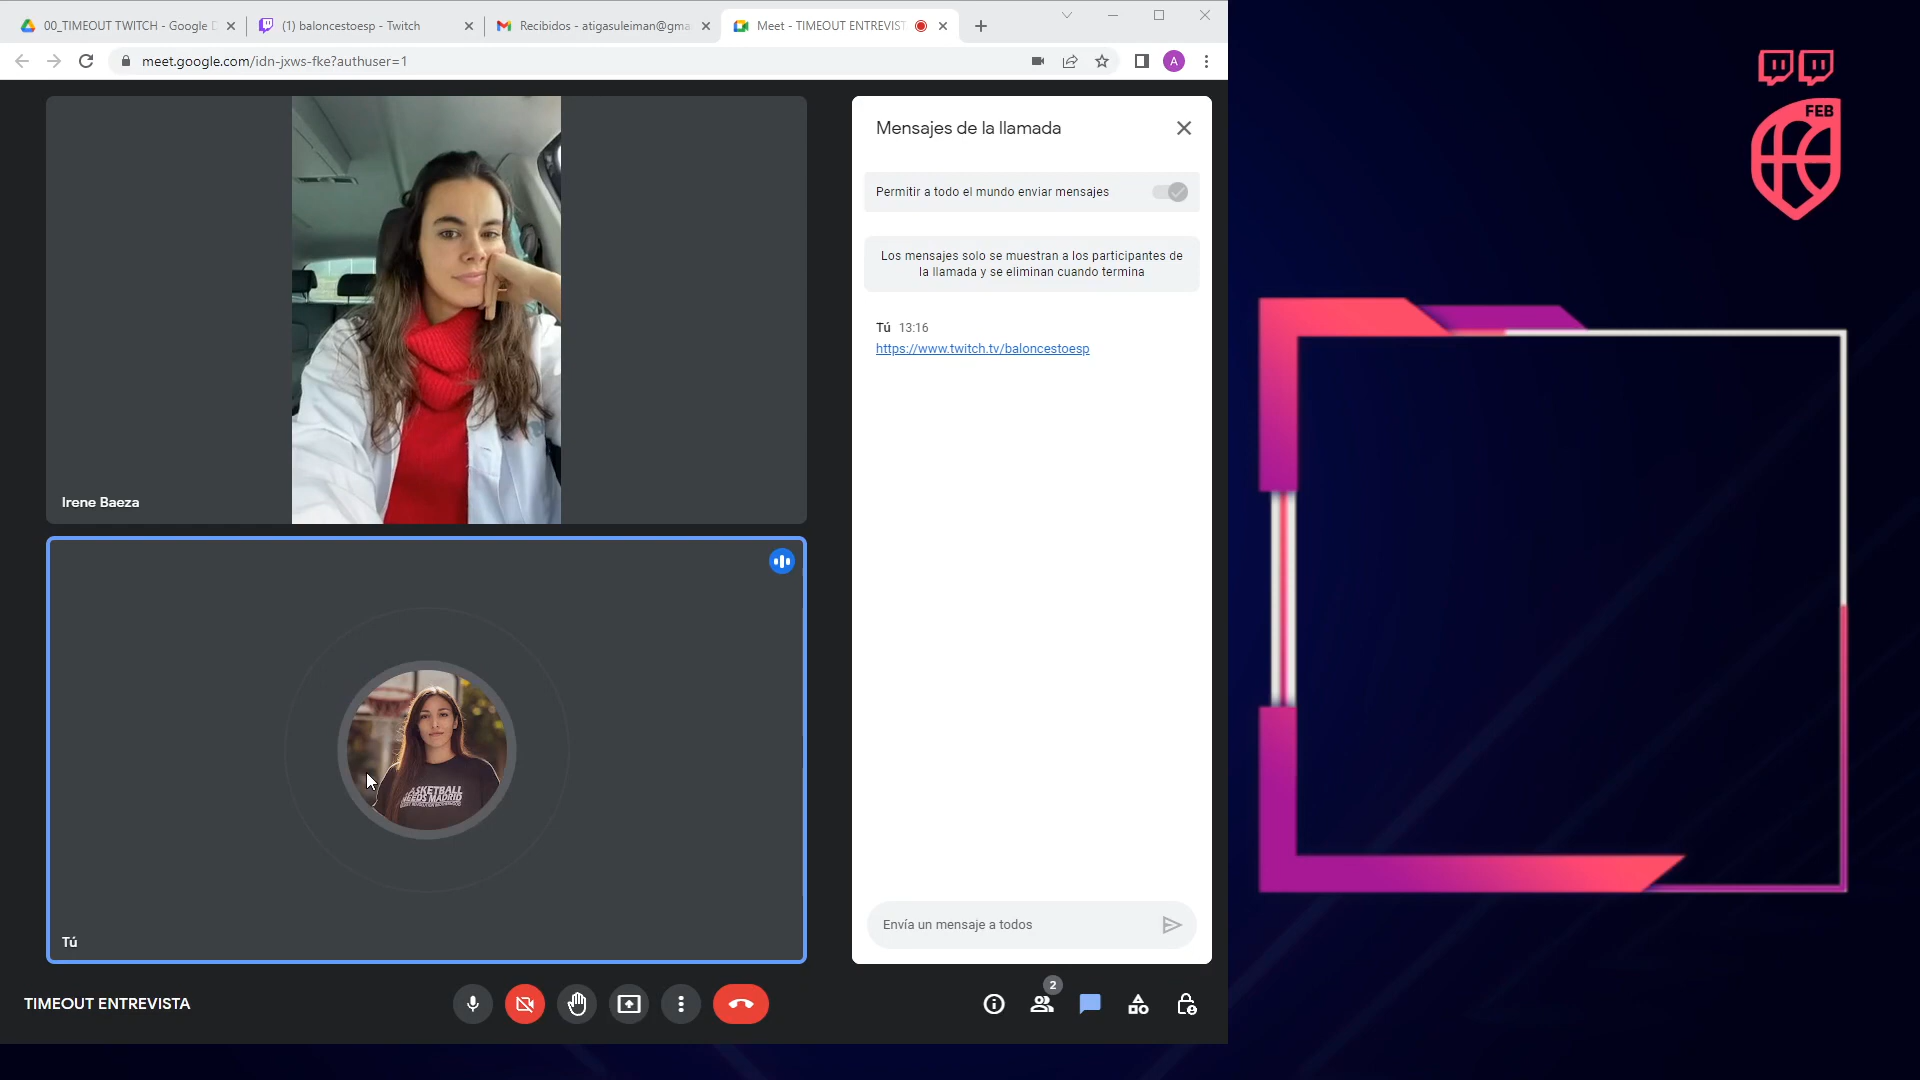 00_TIMEOUT TWITCH - Google D
(1) baloncestoesp - Twitch
Recibidos - atigasuleiman@gma
Meet - TIMEOUT ENTREVIST
meet.google.com/idn-jxws-fke?authuser=1
A
FEB
Mensajes de la llamada
Permitir a todo el mundo enviar mensajes
Los mensajes solo se muestran a los participantes de
la llamada y se eliminan cuando termina
Tú 13:16
https://www.twitch.tv/baloncestoesp
Irene Baeza
BASKETBALL
NEEDS MADRID
Tú
Envía un mensaje a todos
TIMEOUT ENTREVISTA
2